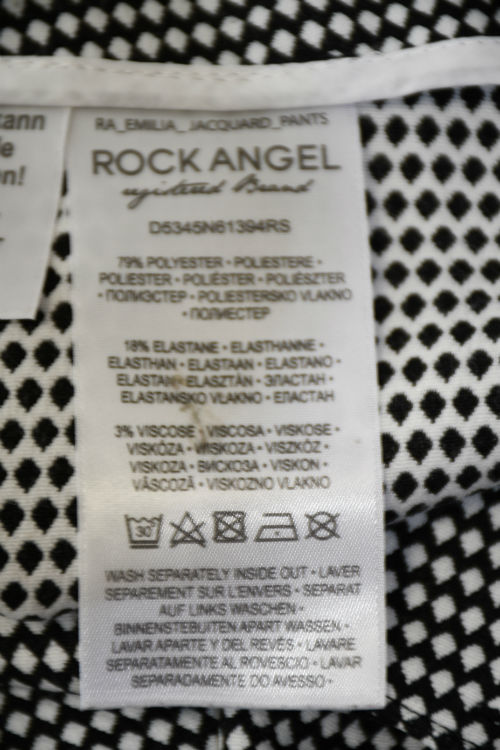 ann
e
n!
RA_EMILIA_JACQUARD_PANTS
ROCK ANGEL
registered Brand
D5345N61394RS
79% POLYESTER • POLIESTERE •
POLIESTER • POLIÉSTER • POLIÉSZTER
• ПОЛИЭСТЕР • POLIESTERSKO VLAKNO
• ПОЛИЕСТЕР
18% ELASTANE • ELASTHANNE •
ELASTHAN • ELASTAAN • ELASTANO •
ELASTAN • ELASZTÁN • ЭЛАСТАН •
ELASTANSKO VLAKNO • ЕЛАСТАН
3% VISCOSE • VISCOSA • VISKOSE •
VISKÓZA • VISKOZA • VISZKÓZ •
VISKOZA • ВИСКОЗА • VISKON •
VÂSCOZĂ • VISKOZNO VLAKNO
30
WASH SEPARATELY INSIDE OUT • LAVER
SEPAREMENT SUR L'ENVERS • SEPARAT
AUF LINKS WASCHEN •
BINNENSTEBUITEN APART WASSEN •
LAVAR APARTE Y DEL REVÉS • LAVARE
SEPARATAMENTE AL ROVESCIO • LAVAR
SEPARADAMENTE DO AVESSO •